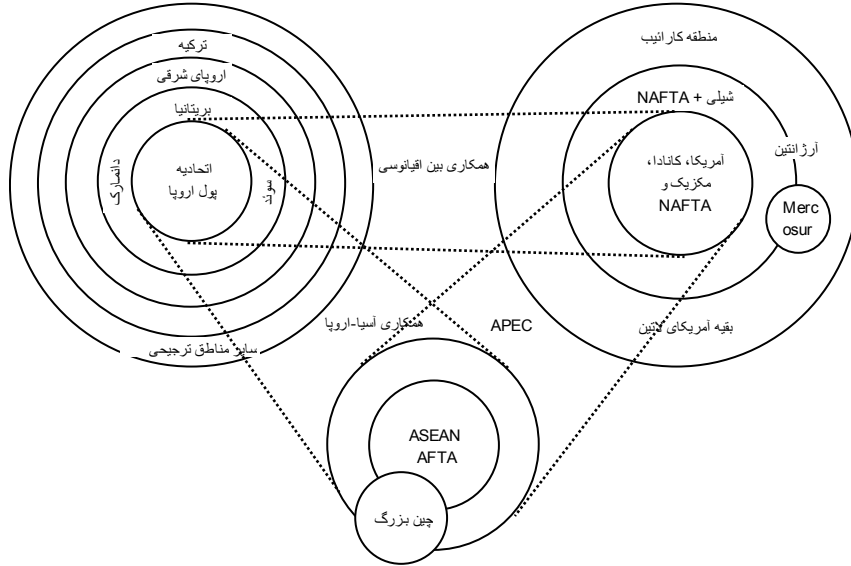 ترکیه
اروپای شرقی
بریتانیا
دانمارک
اتحادیه
پول اروپا
سوند
سایر مناطق ترجیحی
همکاری بین اقیانوسی
منطقه کارائیب
NAFTA + شیلی
آرژانتین
آمریکا، کانادا،
مکزیک و
NAFTA
Merc
osur
بقیه آمریکای لاتین
همکاری آسیا-اروپا
APEC
ASEAN
AFTA
چین بزرگ